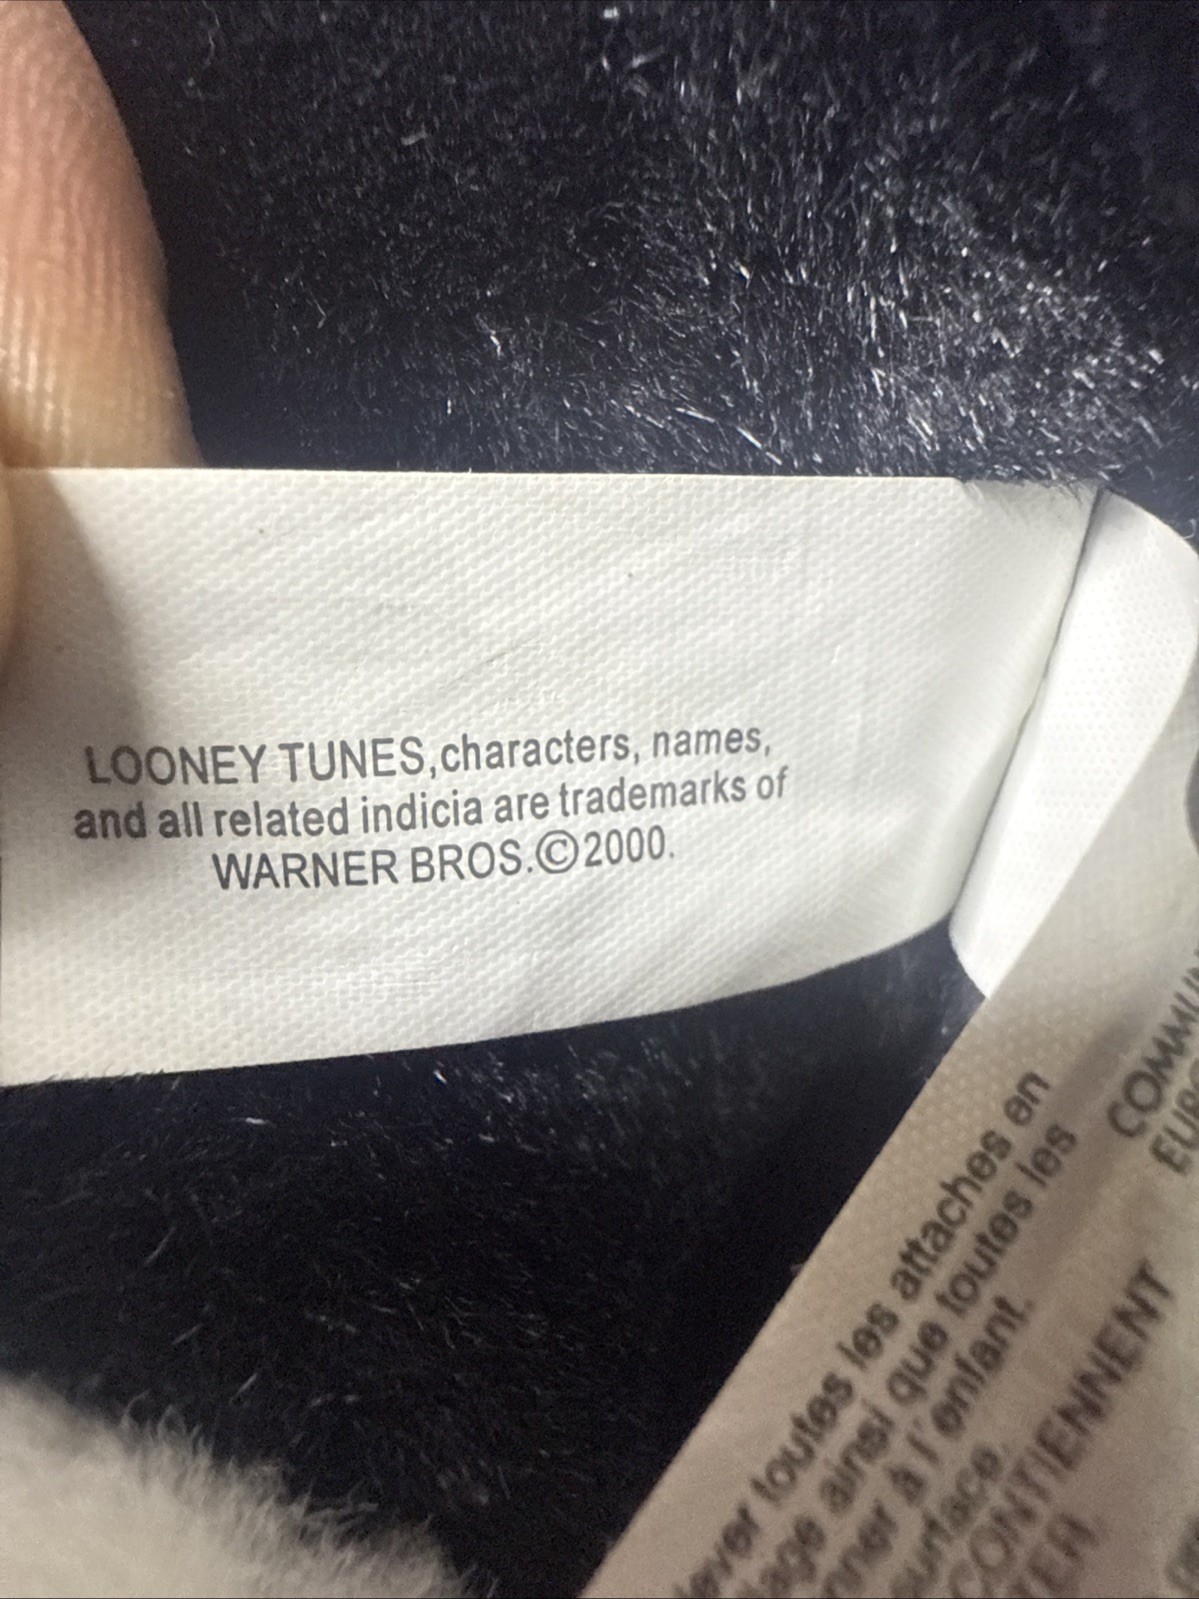 LOONEY TUNES,characters, names,
and all related indicia are trademarks of
WARNER BROS.©2000.
toutes les attaches en
ainsi que toutes les
à l'enfant.
surface.
CONTIENNENT